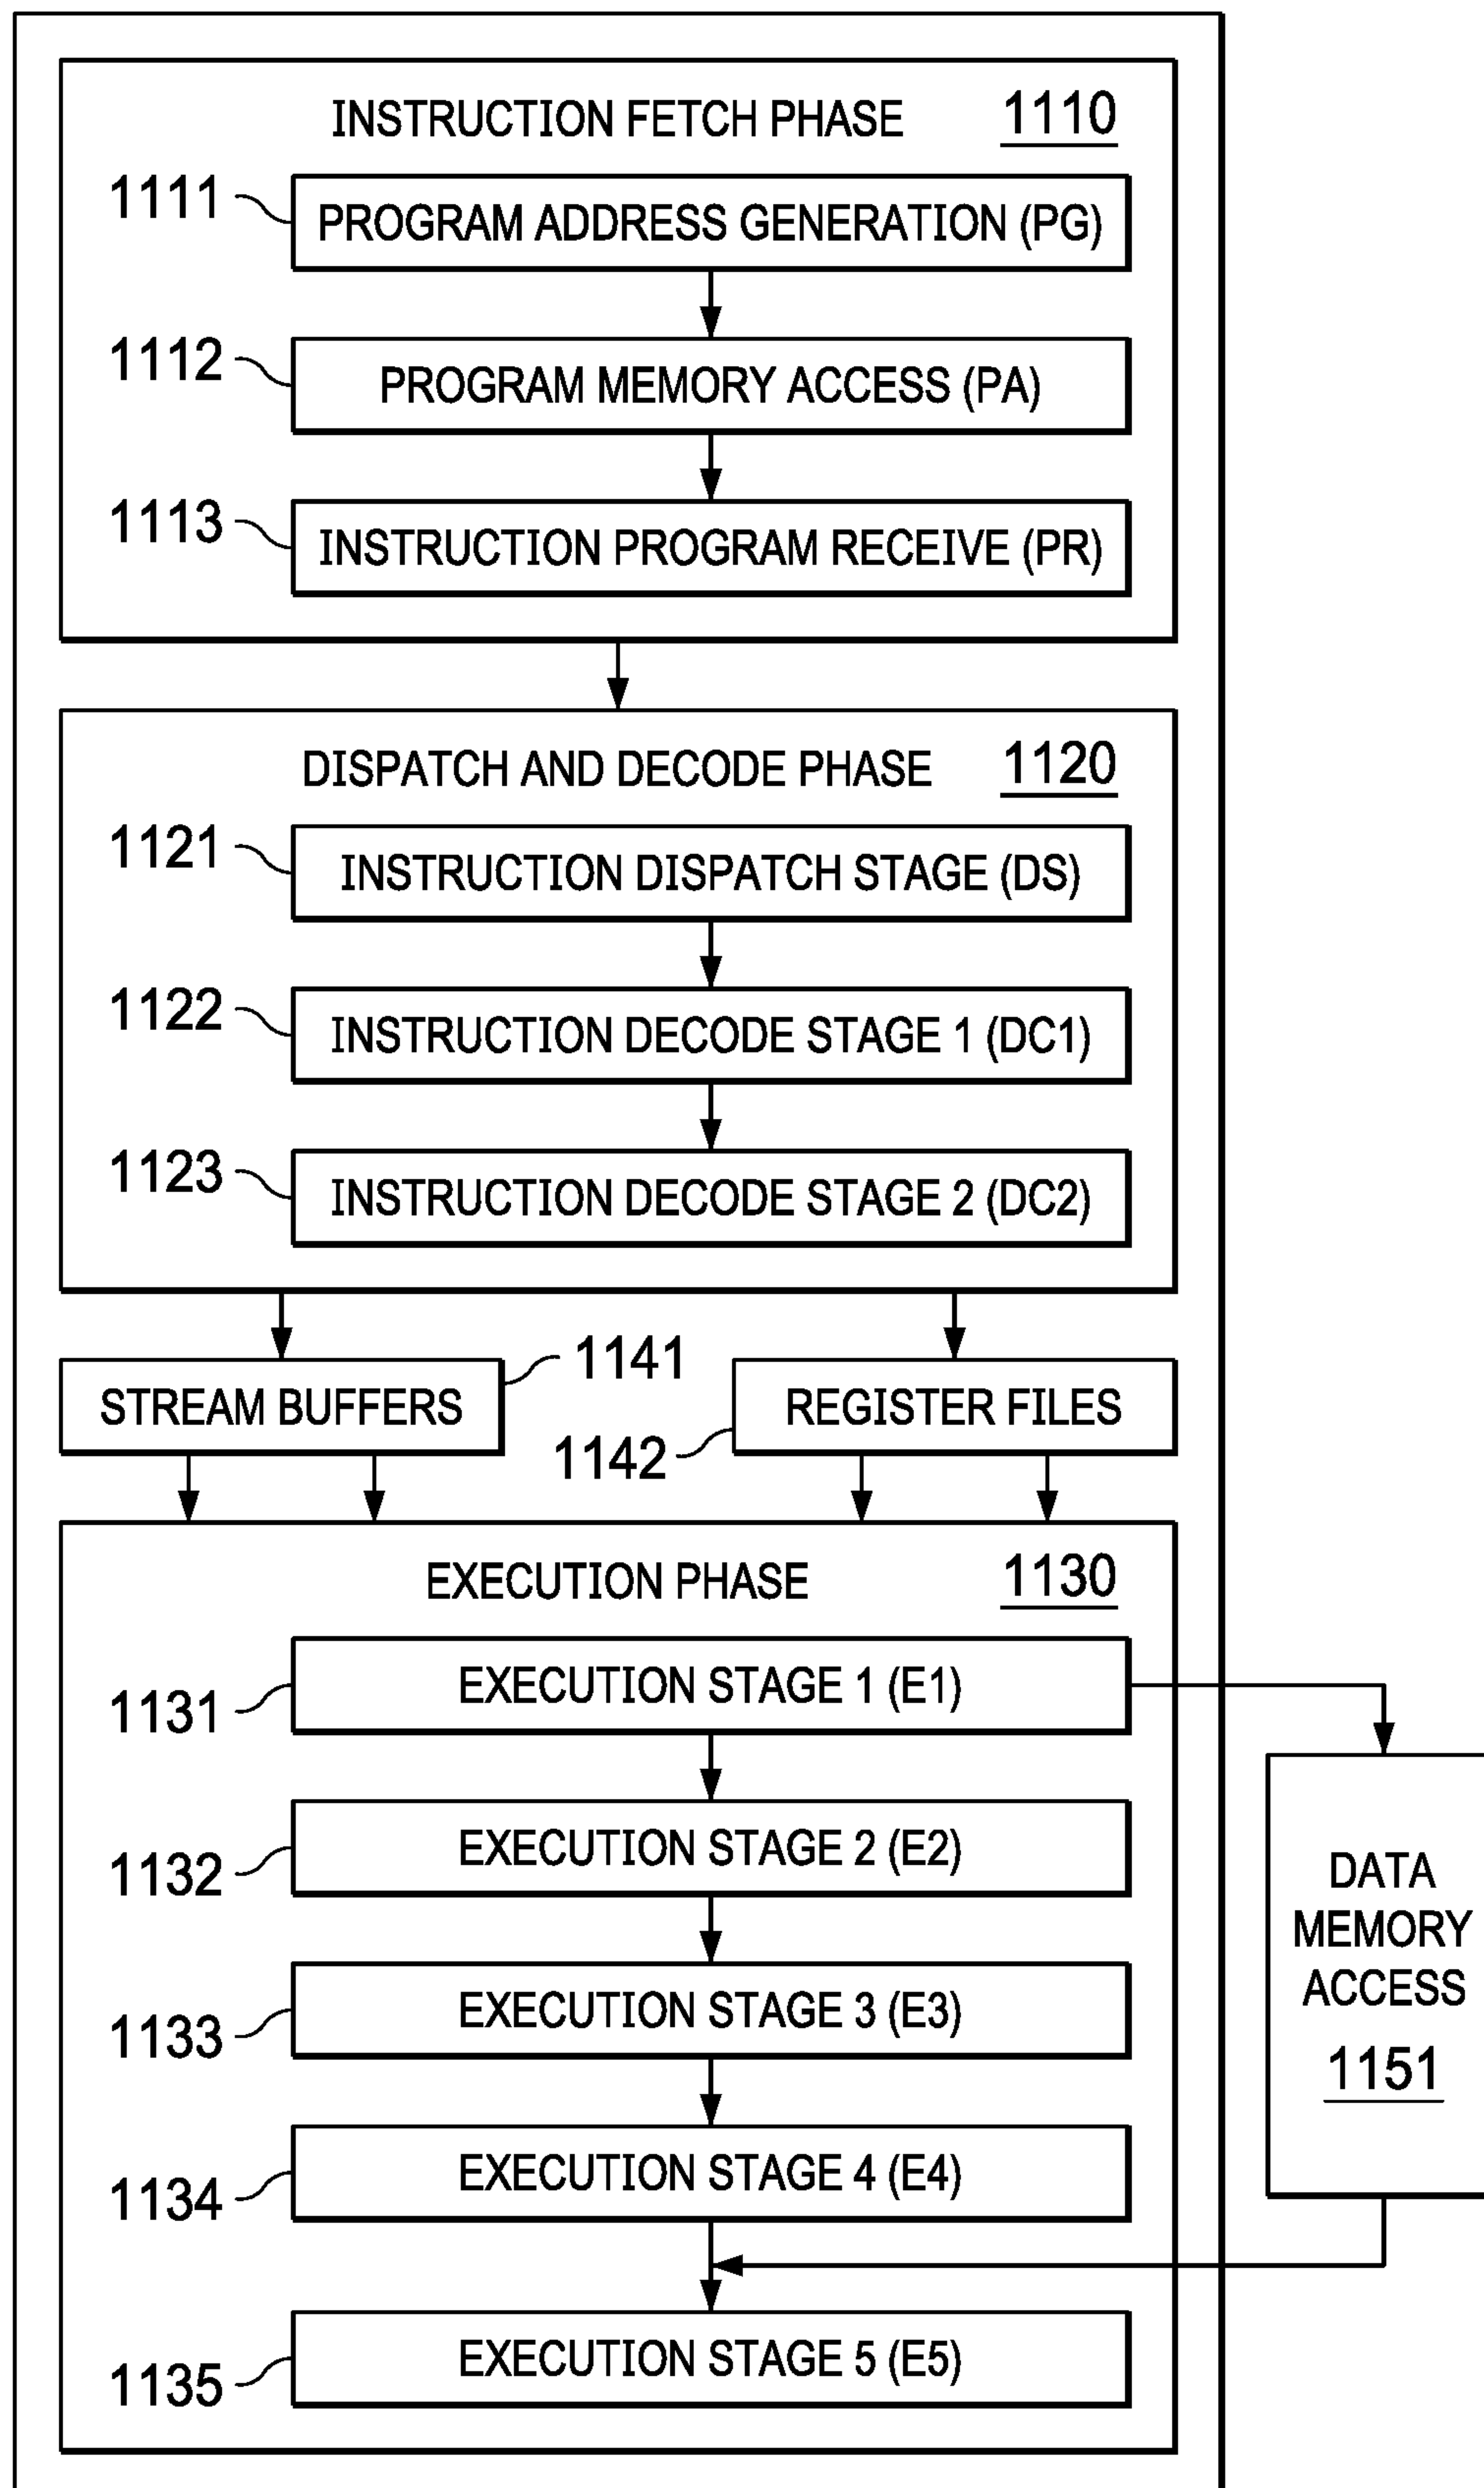 INSTRUCTION FETCH PHASE 1110
1111 PROGRAM ADDRESS GENERATION (PG)
1112 PROGRAM MEMORY ACCESS (PA)
1113 INSTRUCTION PROGRAM RECEIVE (PR)
DISPATCH AND DECODE PHASE 1120
1121 INSTRUCTION DISPATCH STAGE (DS)
1122 INSTRUCTION DECODE STAGE 1 (DC1)
1123 INSTRUCTION DECODE STAGE 2 (DC2)
STREAM BUFFERS 1141
1142 REGISTER FILES
EXECUTION PHASE 1130
1131 EXECUTION STAGE 1 (E1)
1132 EXECUTION STAGE 2 (E2)
1133 EXECUTION STAGE 3 (E3)
1134 EXECUTION STAGE 4 (E4)
1135 EXECUTION STAGE 5 (E5)
DATA
MEMORY
ACCESS
1151